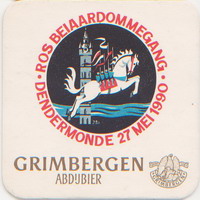 · ROS BEIAARDOMMEGANG ·
DENDERMONDE 27 MEI 1990
GRIMBERGEN
ABDIJBIER